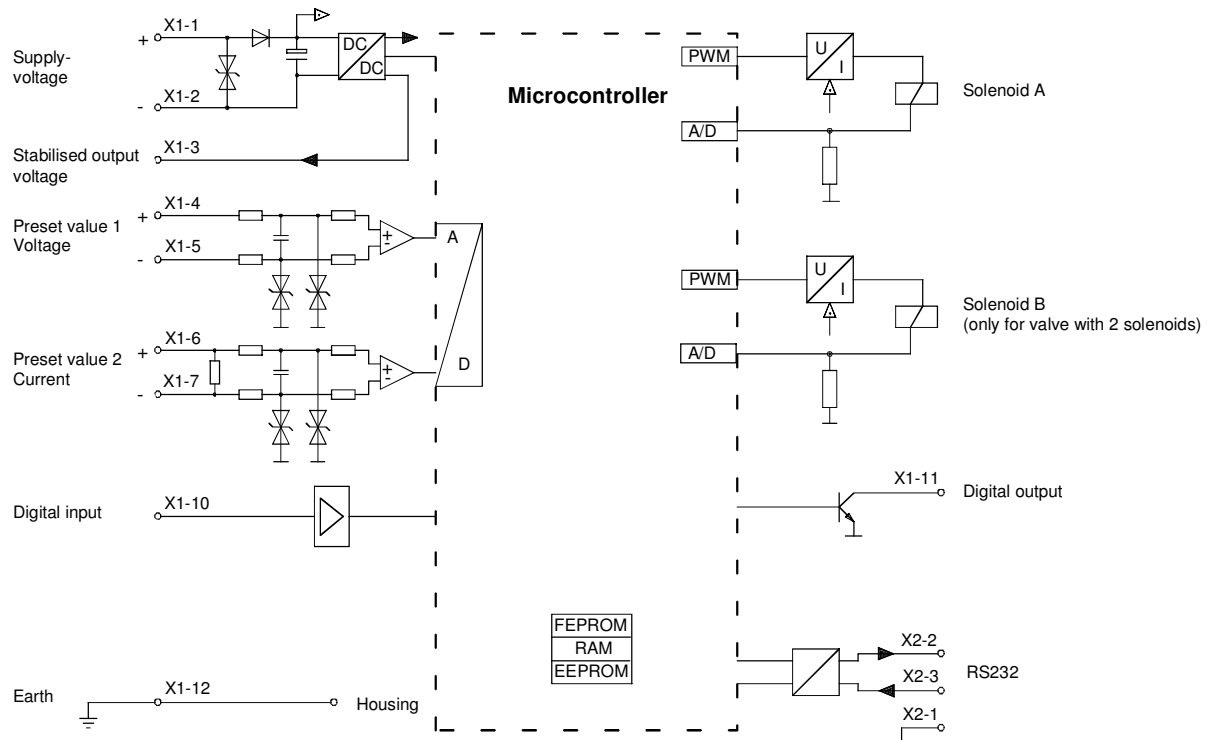 X1-1
+
Supply-
voltage
X1-2
-
DC
DC
X1-3
Stabilised output
voltage
X1-4
+
Preset value 1
Voltage
X1-5
-
+
-
A
X1-6
+
Preset value 2
Current
X1-7
-
+
-
D
X1-10
Digital input
X1-12
Earth
Housing
Microcontroller
FEPROM
RAM
EEPROM
PWM
U
I
Solenoid A
A/D
PWM
U
I
Solenoid B
(only for valve with 2 solenoids)
A/D
X1-11
Digital output
X2-2
X2-3
RS232
X2-1